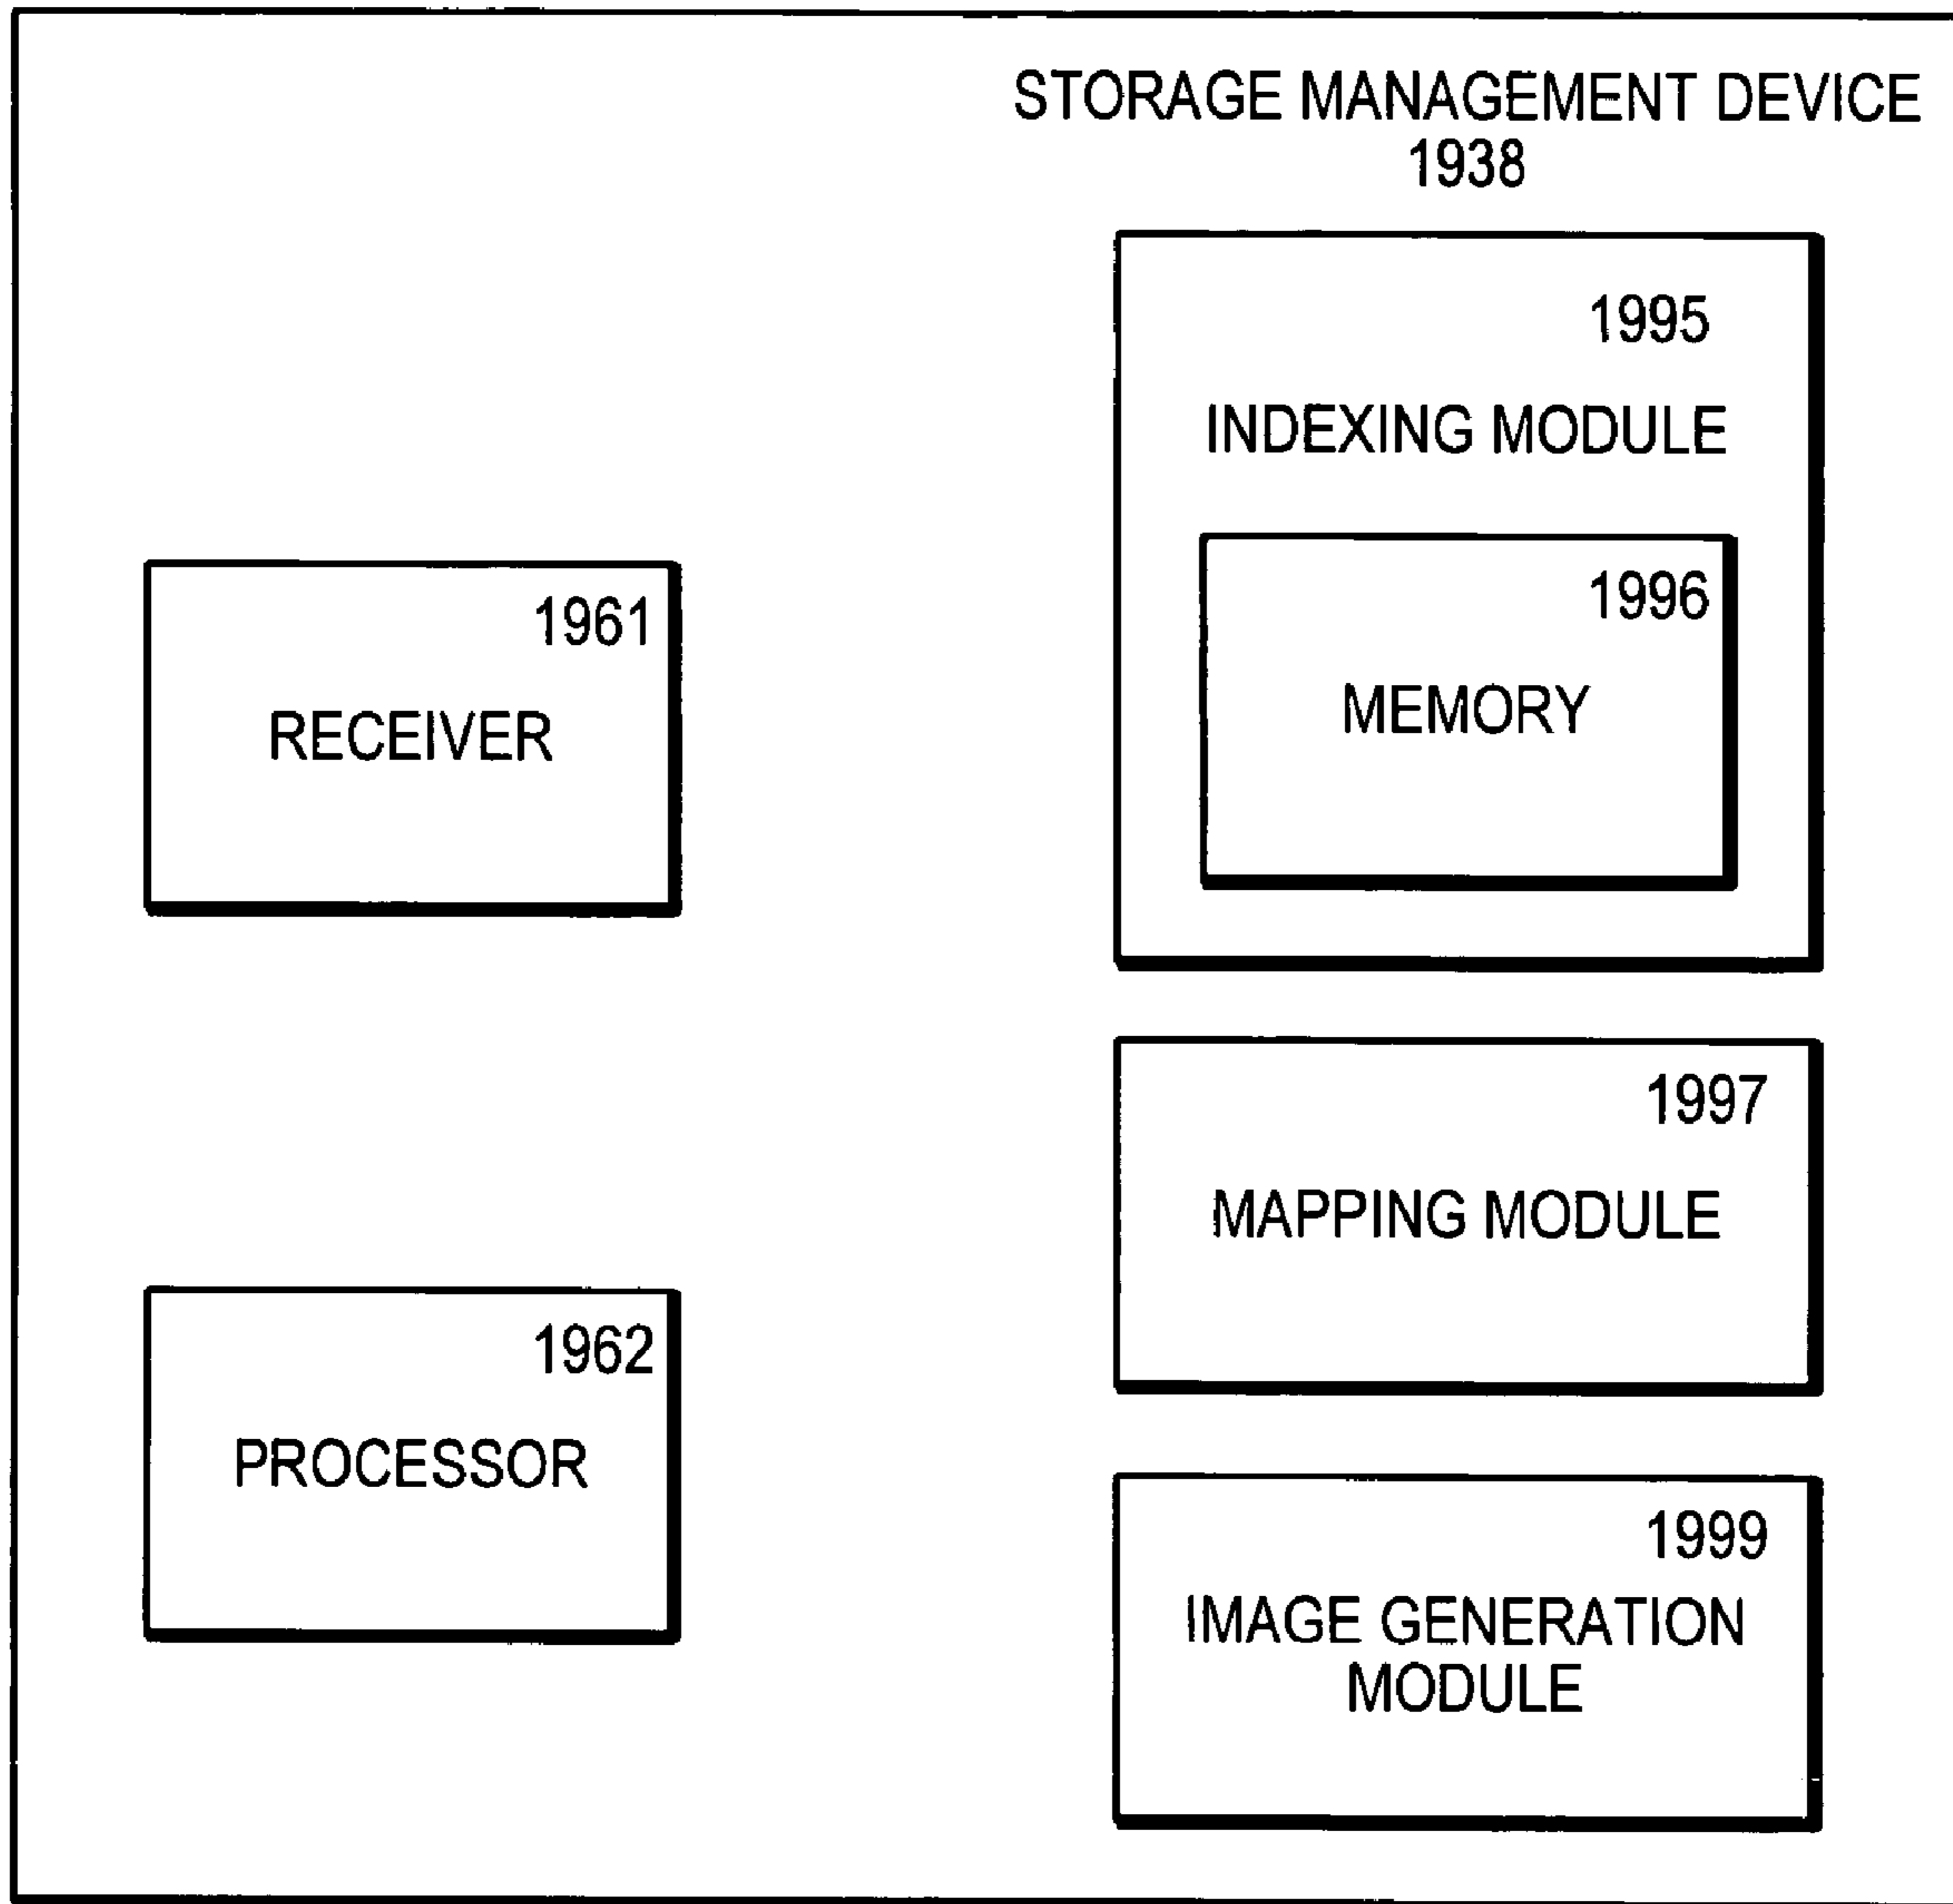 STORAGE MANAGEMENT DEVICE
1938
1995
INDEXING MODULE
1996
MEMORY
1961
RECEIVER
1997
MAPPING MODULE
1962
PROCESSOR
1999
IMAGE GENERATION
MODULE